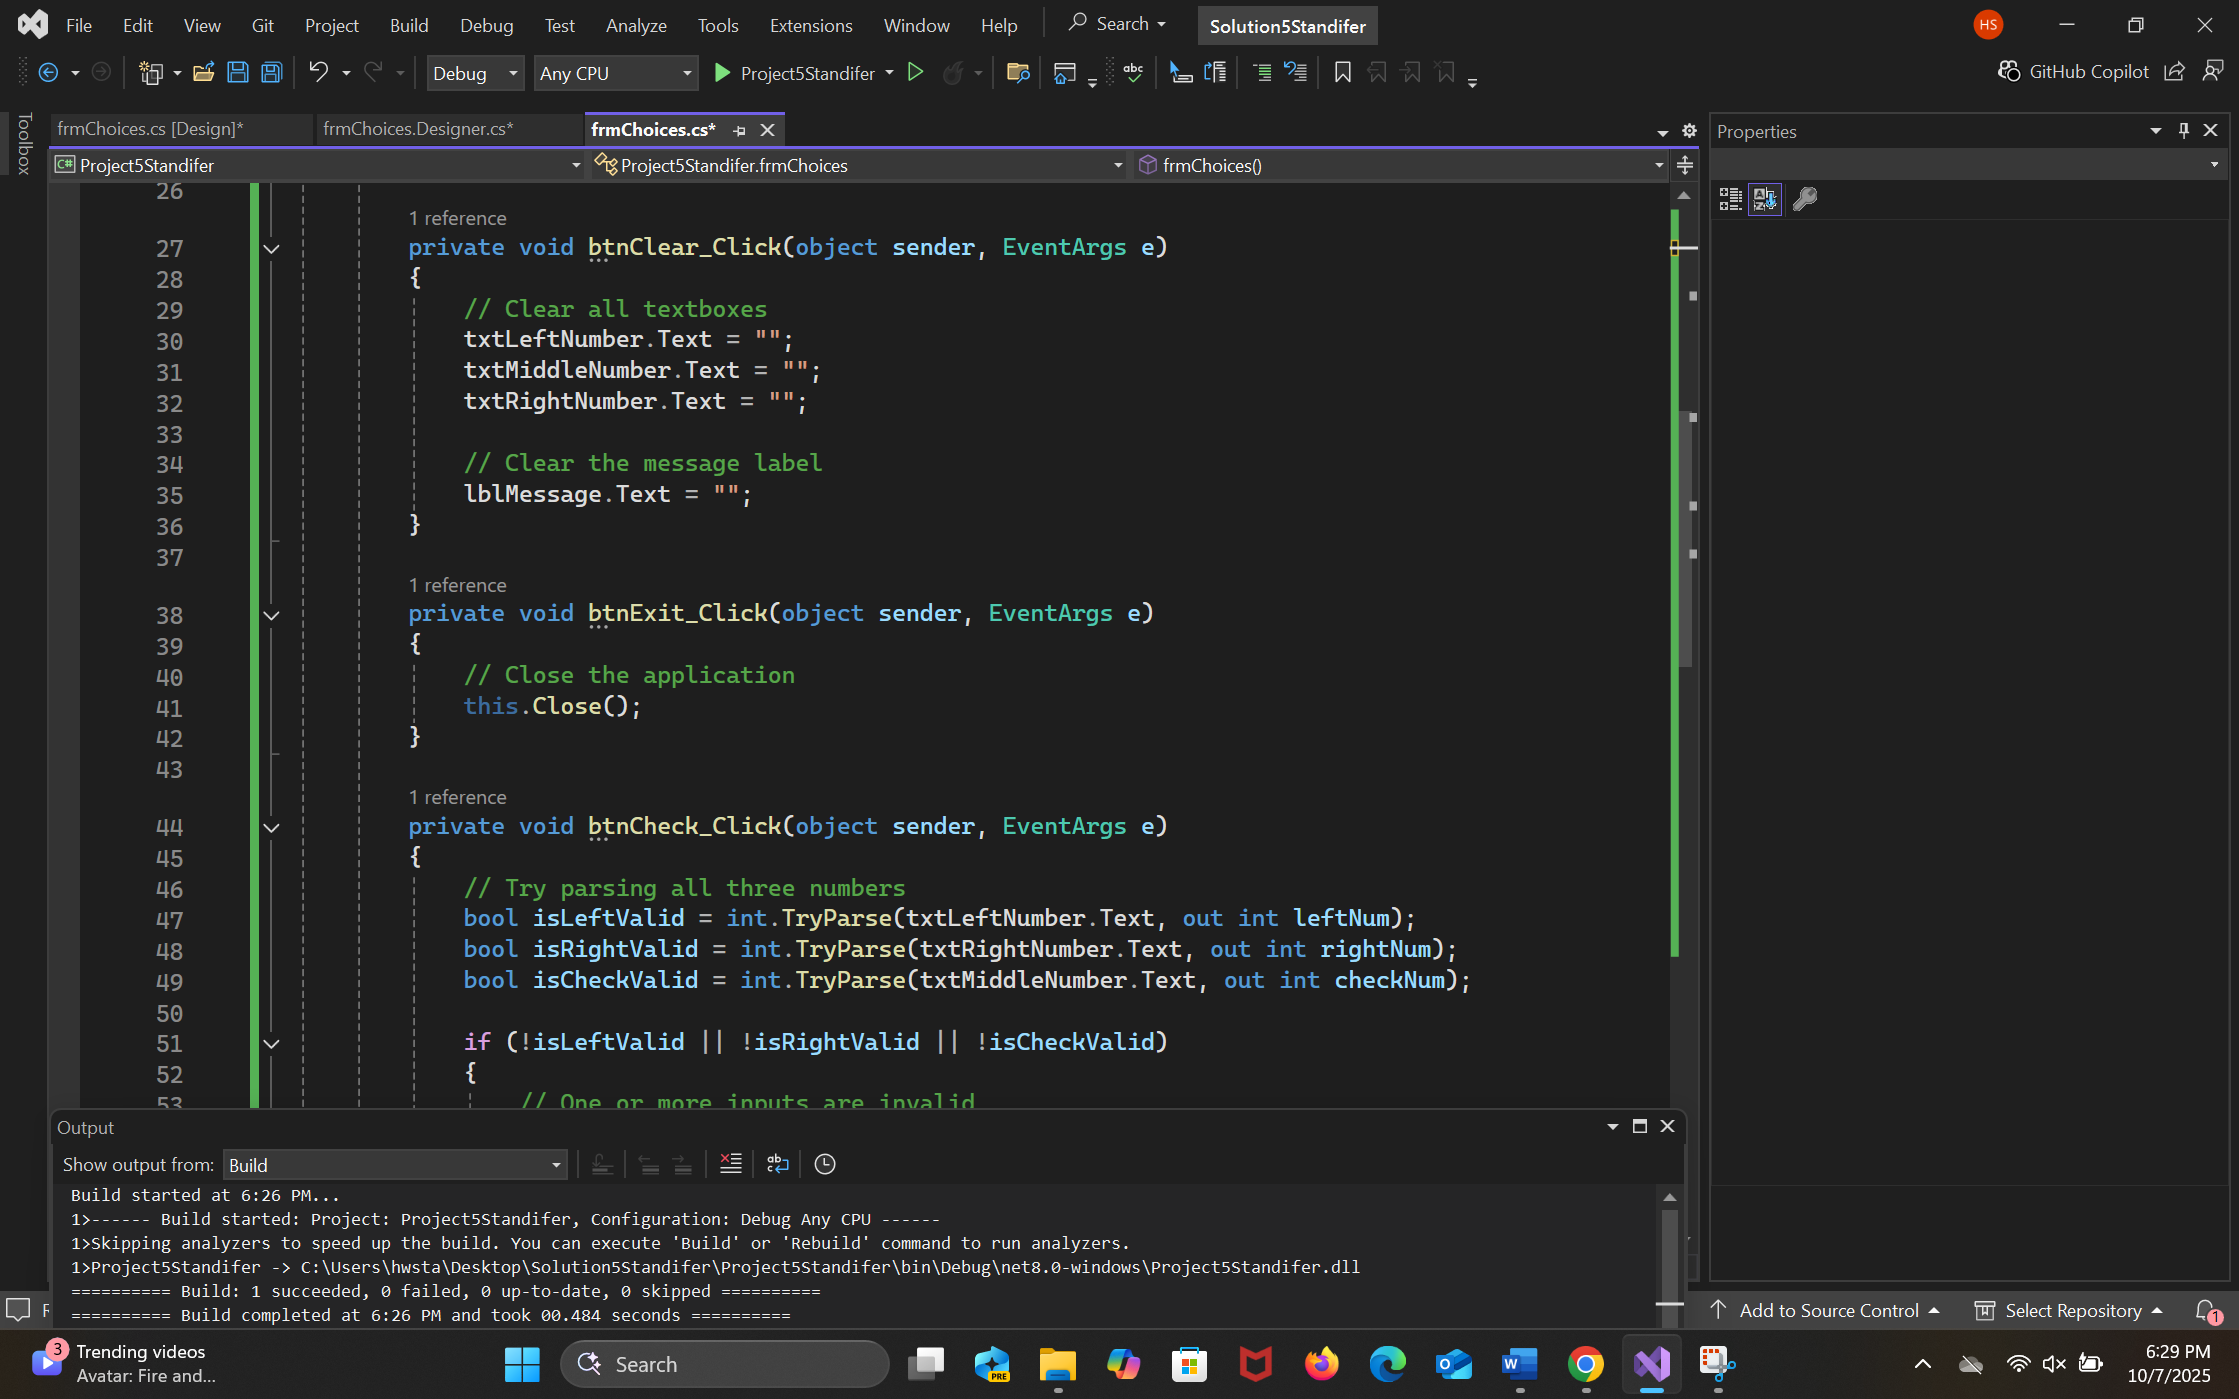 File Edit View Git Project Build Debug Test Analyze Tools Extensions Window Help Search Solution5Standifer HS
Debug Any CPU Project5Standifer abc GitHub Copilot
Toolbox
frmChoices.cs [Design]* frmChoices.Designer.cs* frmChoices.cs*
Properties
C# Project5Standifer Project5Standifer.frmChoices frmChoices()
26
1 reference
27 private void btnClear_Click(object sender, EventArgs e)
28 {
29 // Clear all textboxes
30 txtLeftNumber.Text = "";
31 txtMiddleNumber.Text = "";
32 txtRightNumber.Text = "";
33
34 // Clear the message label
35 lblMessage.Text = "";
36 }
37
1 reference
38 private void btnExit_Click(object sender, EventArgs e)
39 {
40 // Close the application
41 this.Close();
42 }
43
1 reference
44 private void btnCheck_Click(object sender, EventArgs e)
45 {
46 // Try parsing all three numbers
47 bool isLeftValid = int.TryParse(txtLeftNumber.Text, out int leftNum);
48 bool isRightValid = int.TryParse(txtRightNumber.Text, out int rightNum);
49 bool isCheckValid = int.TryParse(txtMiddleNumber.Text, out int checkNum);
50
51 if (!isLeftValid || !isRightValid || !isCheckValid)
52 {
53 // One or more inputs are invalid
Output
Show output from: Build
Build started at 6:26 PM...
1>------ Build started: Project: Project5Standifer, Configuration: Debug Any CPU ------
1>Skipping analyzers to speed up the build. You can execute 'Build' or 'Rebuild' command to run analyzers.
1>Project5Standifer -> C:\Users\hwsta\Desktop\Solution5Standifer\Project5Standifer\bin\Debug\net8.0-windows\Project5Standifer.dll
========== Build: 1 succeeded, 0 failed, 0 up-to-date, 0 skipped ==========
========== Build completed at 6:26 PM and took 00.484 seconds ==========
Add to Source Control Select Repository 1
3 Trending videos
Avatar: Fire and...
Search
PRE
6:29 PM
10/7/2025